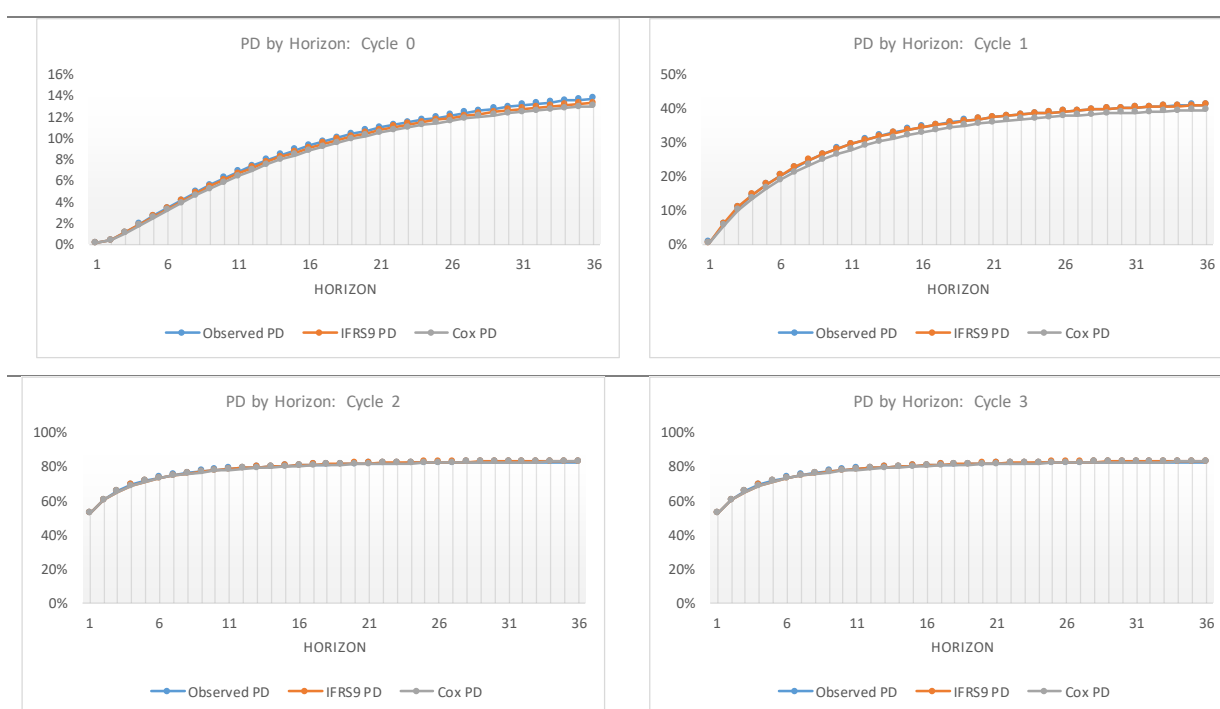 PD by Horizon: Cycle 0
16%
14%
12%
10%
8%
6%
4%
2%
0%
1 6 11 16 21 26 31 36
HORIZON
Observed PD IFRS9 PD Cox PD
PD by Horizon: Cycle 1
50%
40%
30%
20%
10%
0%
1 6 11 16 21 26 31 36
HORIZON
Observed PD IFRS9 PD Cox PD
PD by Horizon: Cycle 2
100%
80%
60%
40%
20%
0%
1 6 11 16 21 26 31 36
HORIZON
Observed PD IFRS9 PD Cox PD
PD by Horizon: Cycle 3
100%
80%
60%
40%
20%
0%
1 6 11 16 21 26 31 36
HORIZON
Observed PD IFRS9 PD Cox PD